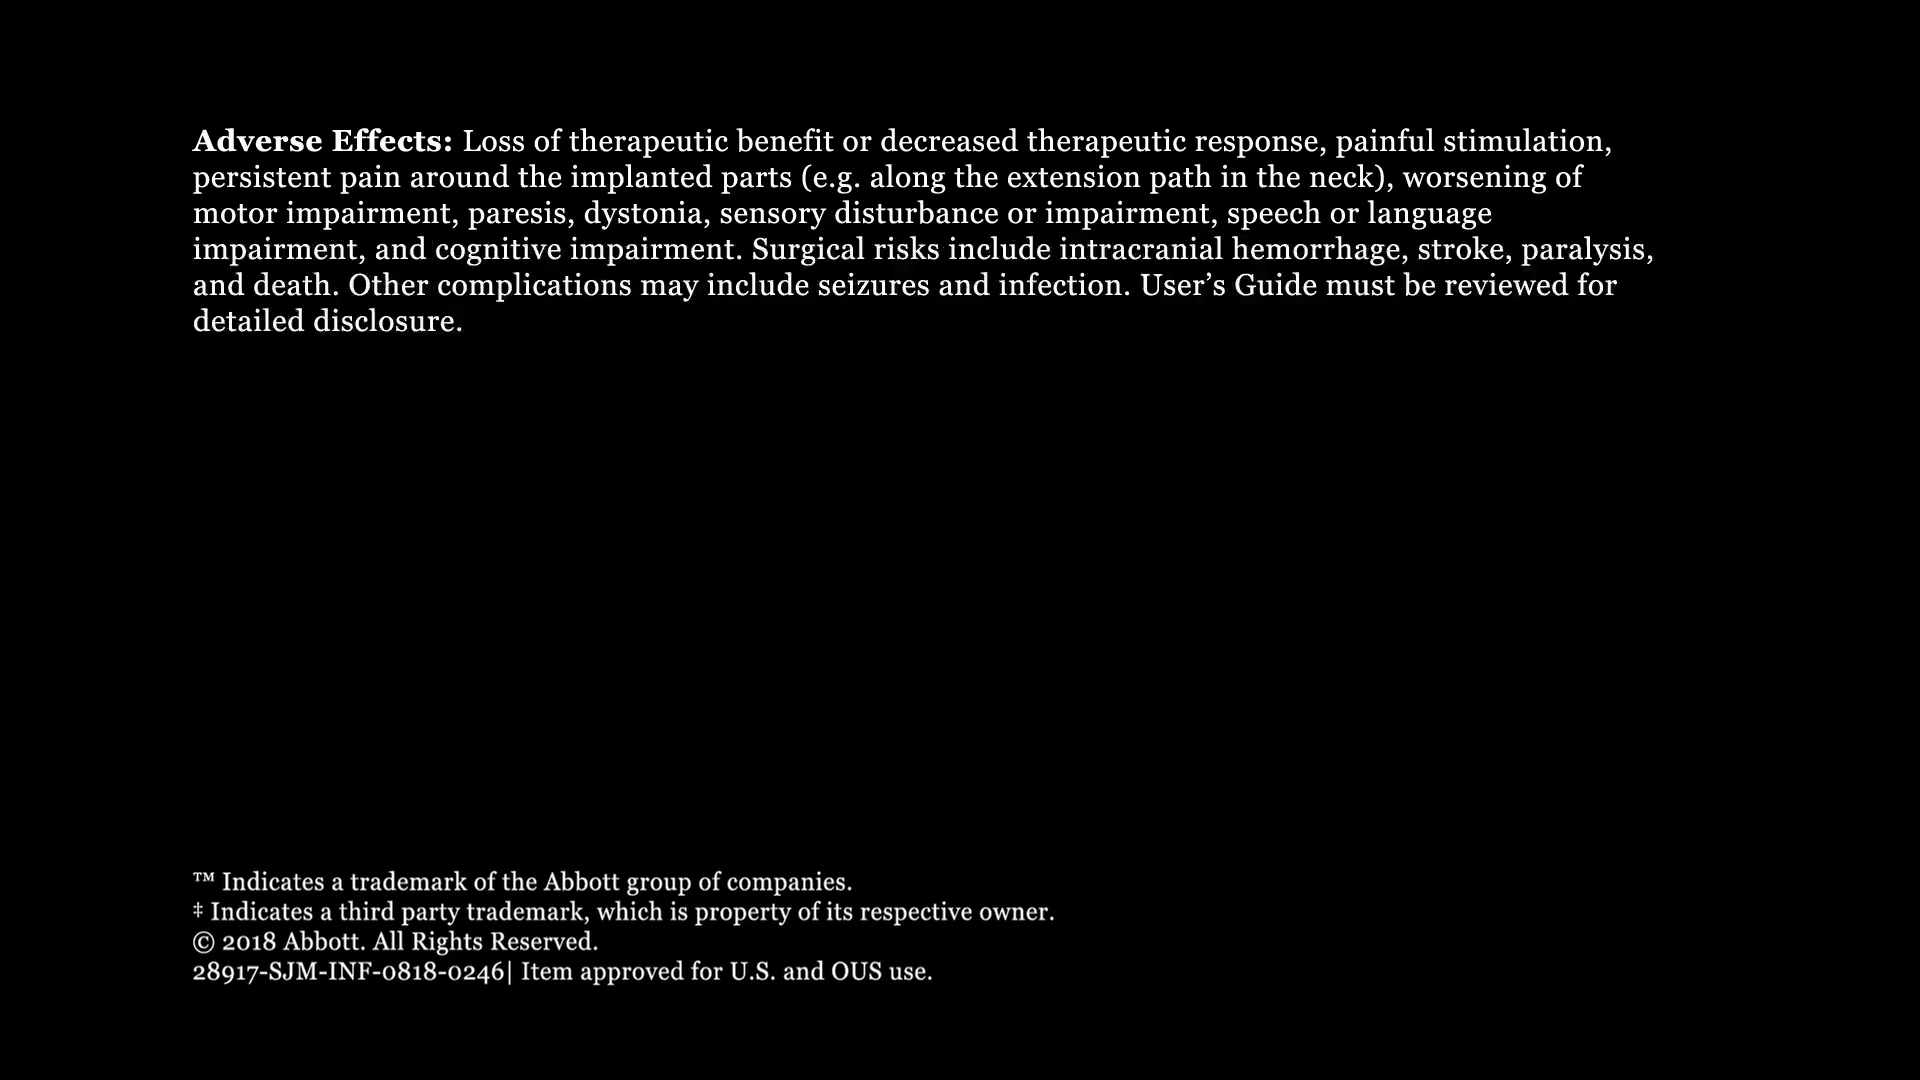 Adverse Effects: Loss of therapeutic benefit or decreased therapeutic response, painful stimulation,
persistent pain around the implanted parts (e.g. along the extension path in the neck), worsening of
motor impairment, paresis, dystonia, sensory disturbance or impairment, speech or language
impairment, and cognitive impairment. Surgical risks include intracranial hemorrhage, stroke, paralysis,
and death. Other complications may include seizures and infection. User’s Guide must be reviewed for
detailed disclosure.
™ Indicates a trademark of the Abbott group of companies.
‡ Indicates a third party trademark, which is property of its respective owner.
© 2018 Abbott. All Rights Reserved.
28917-SJM-INF-0818-0246| Item approved for U.S. and OUS use.